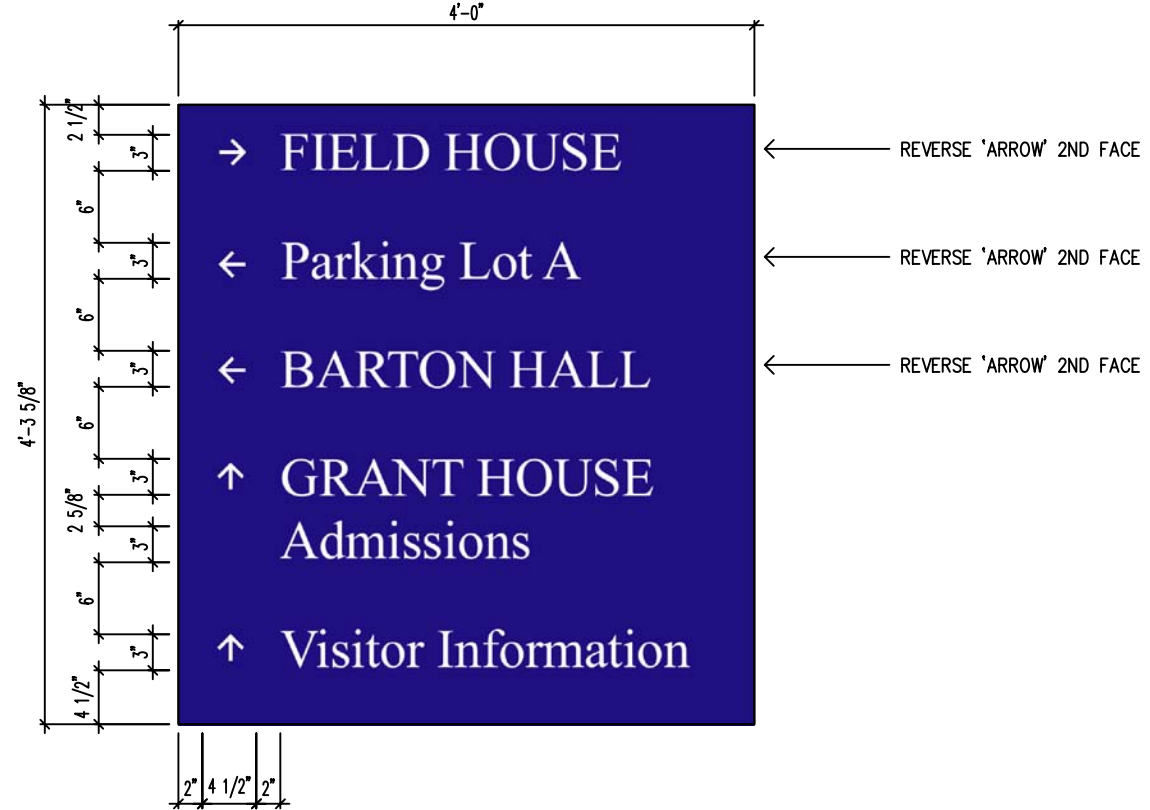 4'-0"
2 1/2"
3"
→ FIELD HOUSE
REVERSE 'ARROW' 2ND FACE
6"
3"
← Parking Lot A
REVERSE 'ARROW' 2ND FACE
6"
3"
← BARTON HALL
REVERSE 'ARROW' 2ND FACE
4'-3 5/8"
6"
3"
↑ GRANT HOUSE
2 5/8"
3"
Admissions
6"
3"
↑ Visitor Information
4 1/2"
2" 4 1/2" 2"